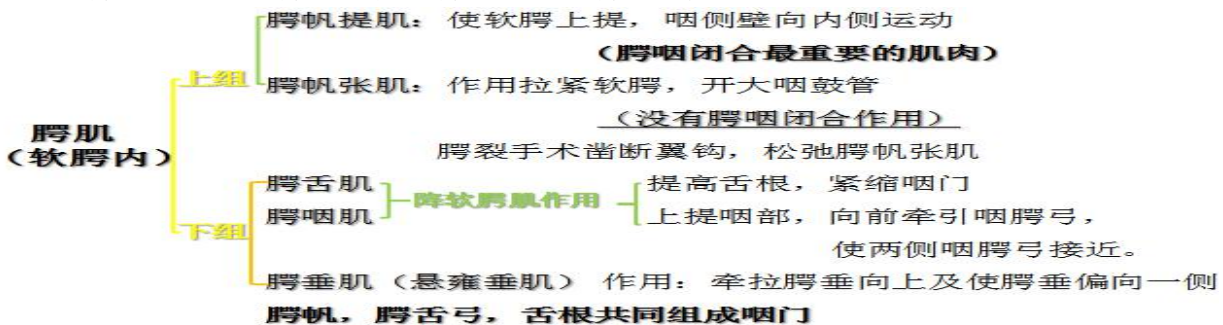 腭帆提肌：使软腭上提，咽侧壁向内侧运动
（腭咽闭合最重要的肌肉）
上组
腭帆张肌：作用拉紧软腭，开大咽鼓管
（没有腭咽闭合作用）
腭肌
（软腭内）
腭裂手术凿断翼钩，松弛腭帆张肌
腭舌肌
提高舌根，紧缩咽门
降软腭肌作用
腭咽肌
上提咽部，向前牵引咽腭弓，
下组
使两侧咽腭弓接近。
腭垂肌（悬雍垂肌）作用：牵拉腭垂向上及使腭垂偏向一侧
腭帆，腭舌弓，舌根共同组成咽门